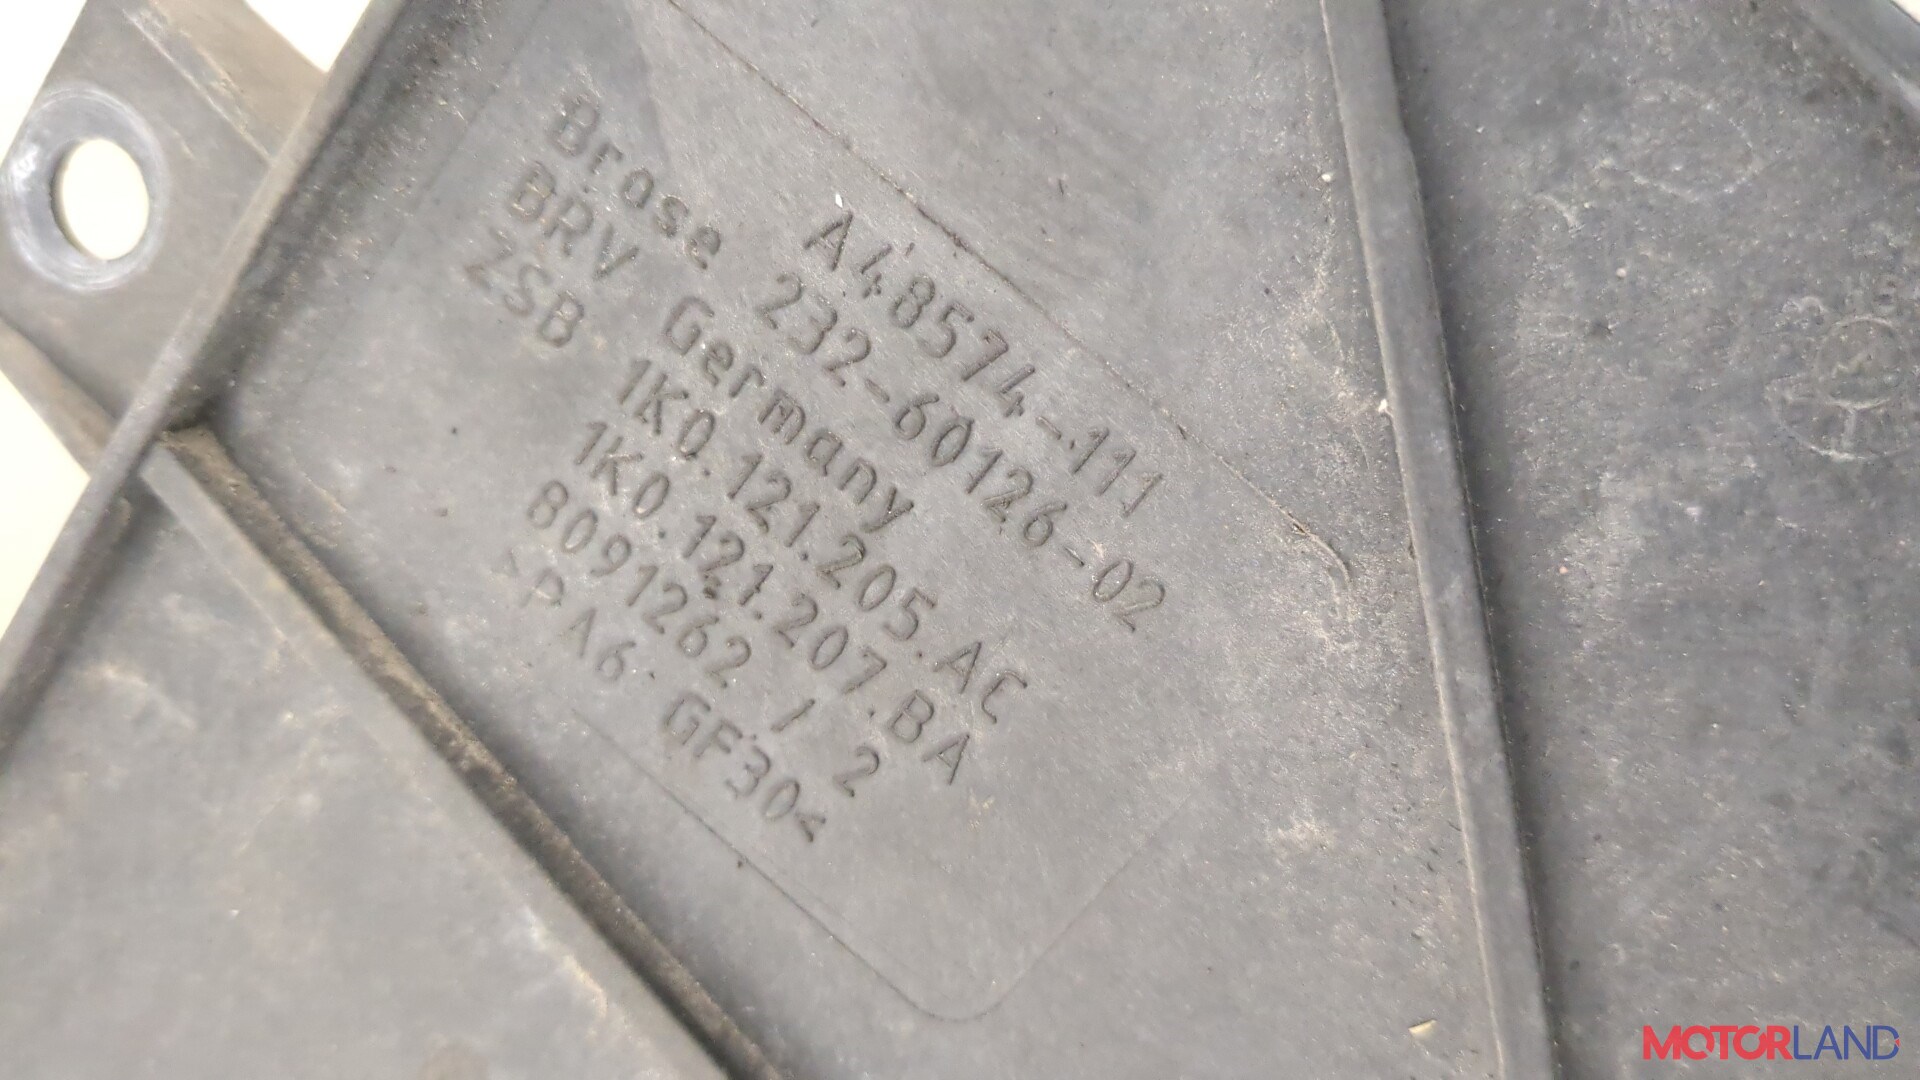 A48574-111
Brose 232-60126-02
BRV Germany
ZSB 1K0.121.205.AC
1K0.121.207.BA
8091262 / 2
>PA6. GF30<
MOTORLAND